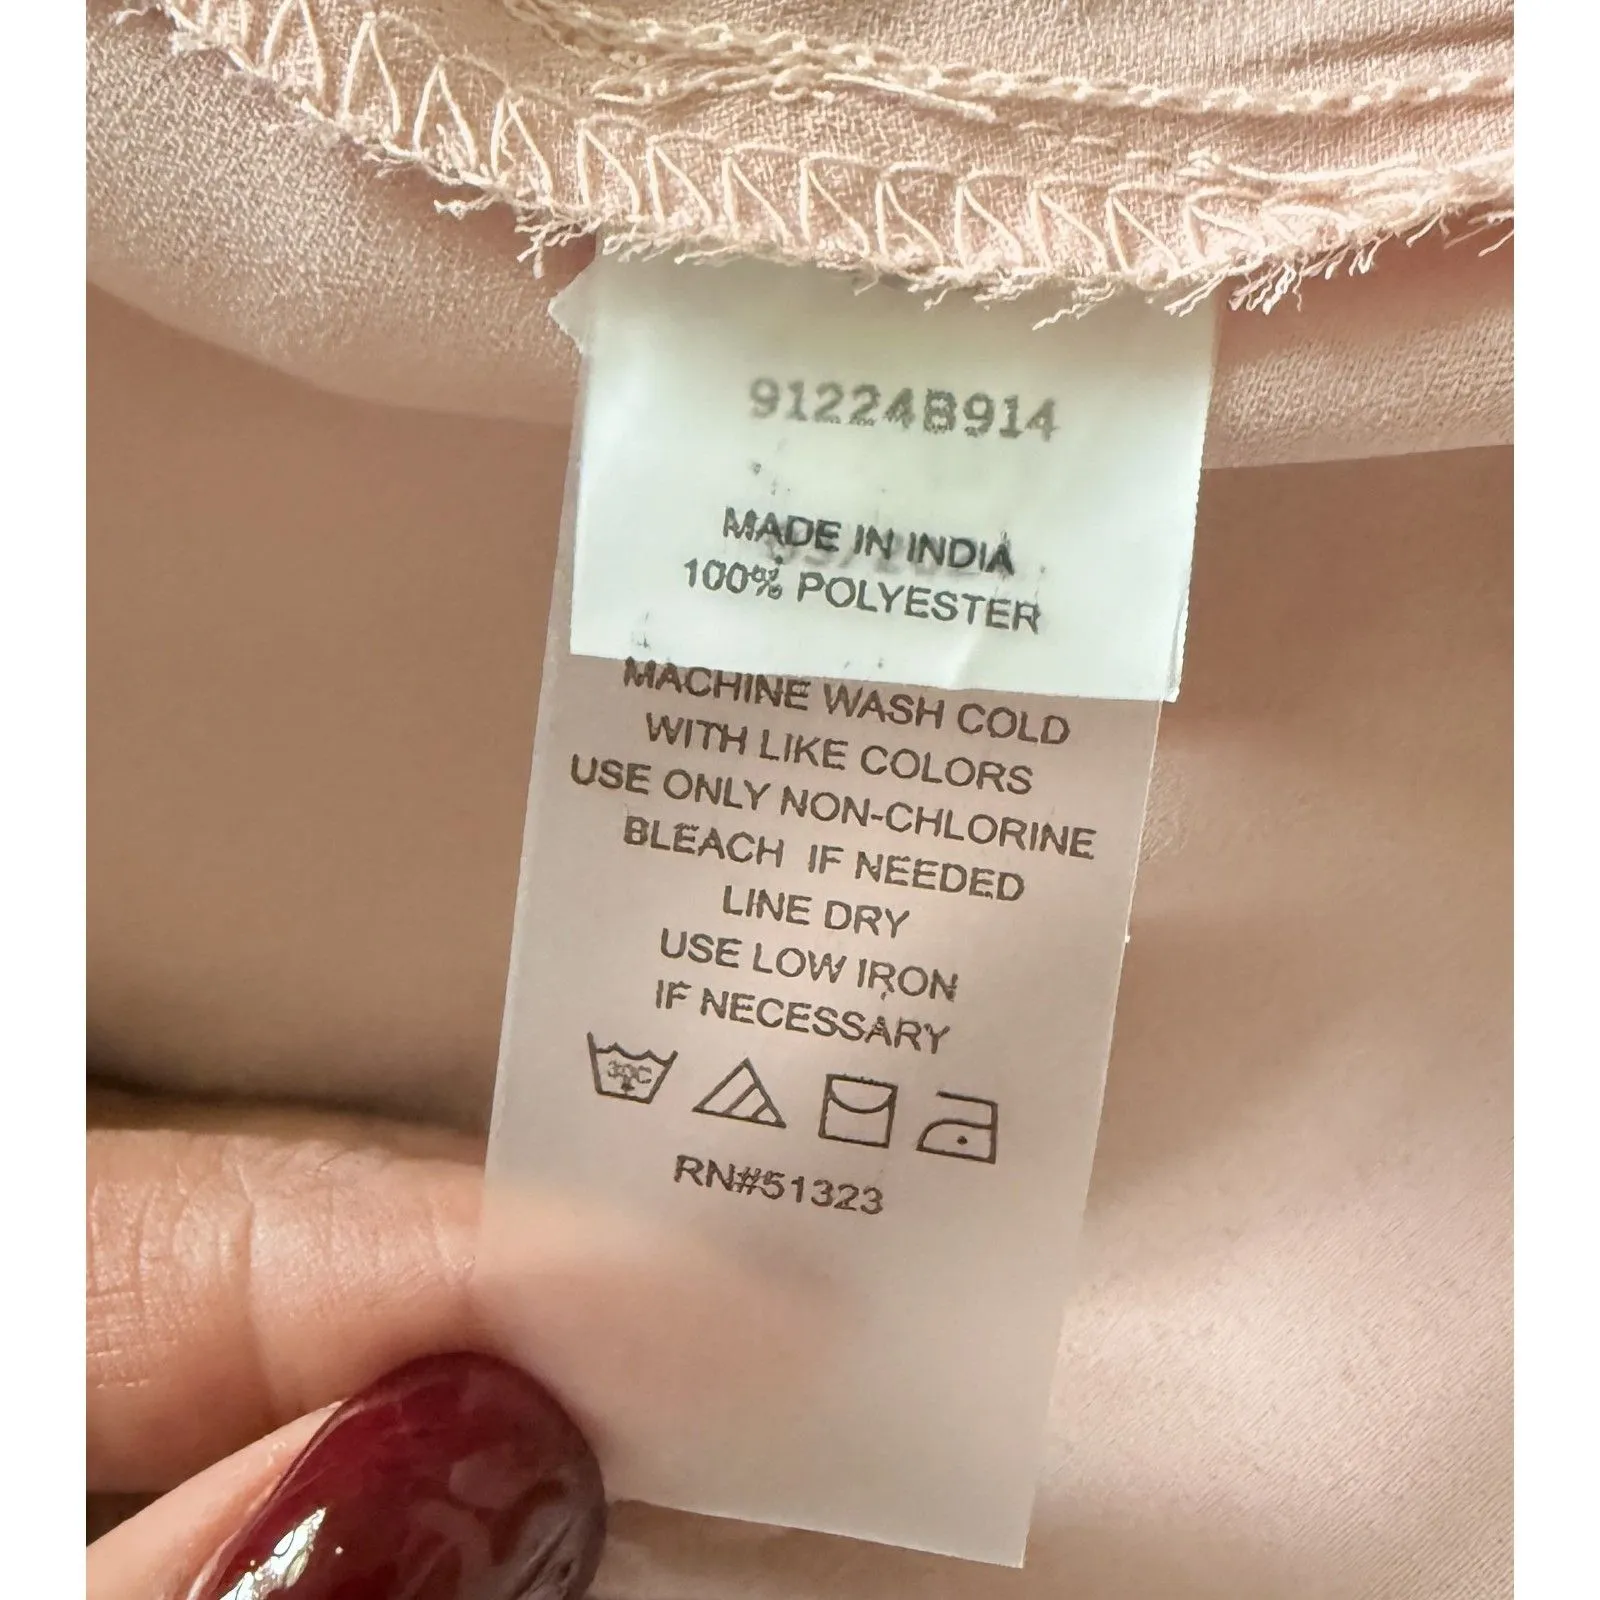 91224B914
MADE IN INDIA
100% POLYESTER
MACHINE WASH COLD
WITH LIKE COLORS
USE ONLY NON-CHLORINE
BLEACH IF NEEDED
LINE DRY
USE LOW IRON
IF NECESSARY
30C
RN#51323